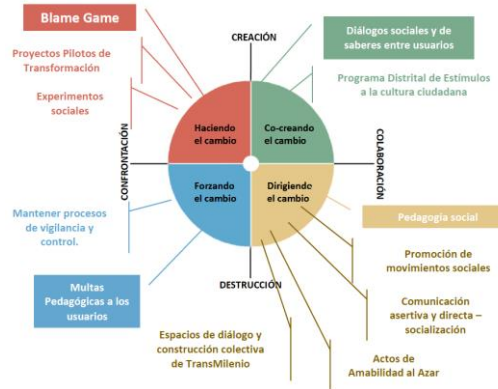 Blame Game
CREACIÓN
Diálogos sociales y de
saberes entre usuarios
Proyectos Pilotos de
Transformación
Programa Distrital de Estímulos
a la cultura ciudadana
Experimentos
sociales
Haciendo
el cambio
Co-creando
el cambio
CONFRONTACIÓN
COLABORACIÓN
Forzando
el cambio
Dirigiendo
el cambio
Mantener procesos
de vigilancia y
control.
Pedagogía social
Promoción de
movimientos sociales
Multas
Pedagógicas a los
usuarios
DESTRUCCIÓN
Comunicación
asertiva y directa –
socialización
Espacios de diálogo y
construcción colectiva
de TransMilenio
Actos de
Amabilidad al Azar